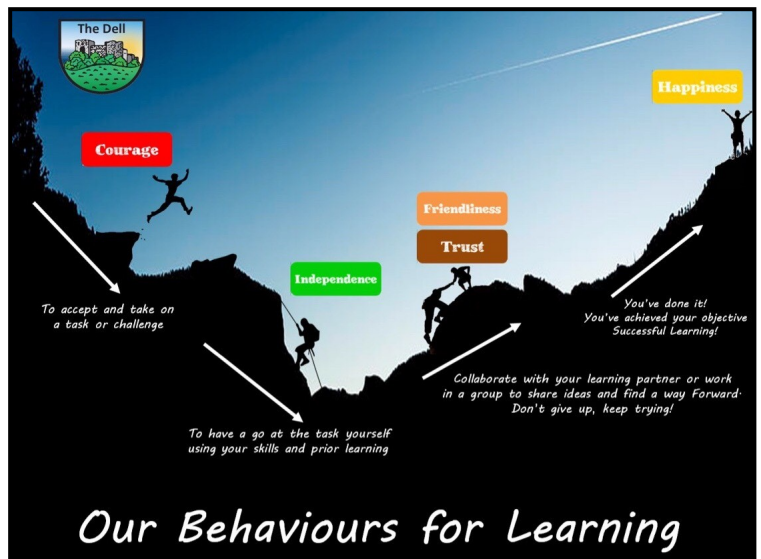 The Dell
Happiness
Courage
Friendliness
Trust
Independence
To accept and take on
a task or challenge
You've done it!
You've achieved your objective
Successful Learning!
Collaborate with your learning partner or work
in a group to share ideas and find a way Forward.
Don't give up, keep trying!
To have a go at the task yourself
using your skills and prior learning
Our Behaviours for Learning